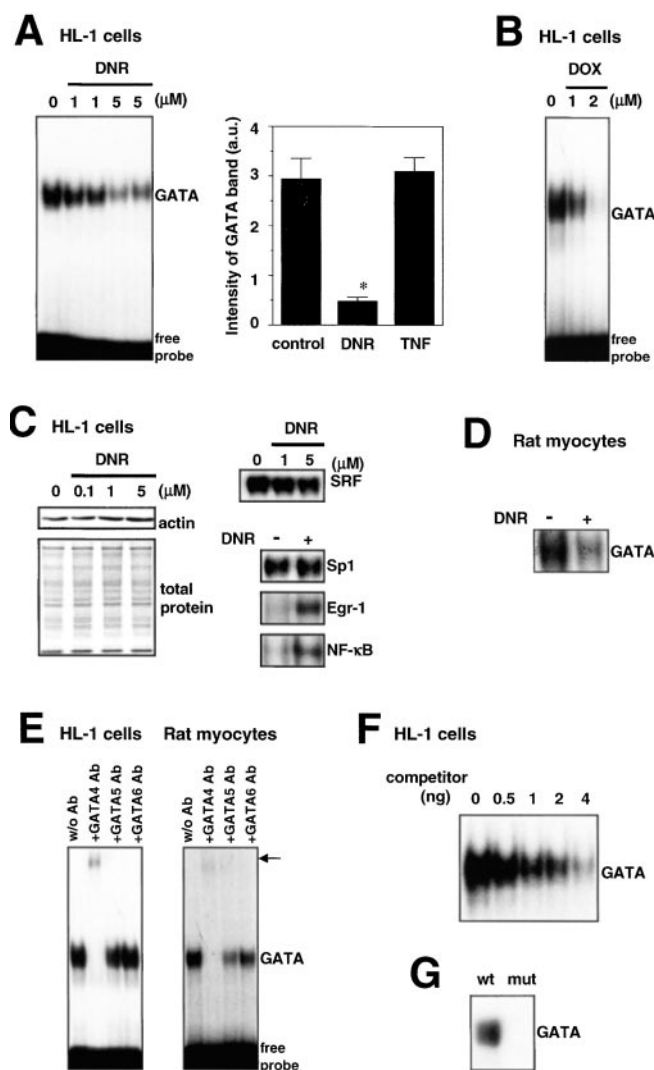 A HL-1 cells
DNR
0 1 1 5 5 (μM)
GATA
free
probe
Intensity of GATA band (a.u.)
4
3
2
1
0
*
control DNR TNF
B HL-1 cells
DOX
0 1 2 (μM)
GATA
free
probe
C HL-1 cells
DNR
0 0.1 1 5 (μM)
actin
total
protein
DNR
0 1 5 (μM)
SRF
DNR - +
Sp1
Egr-1
NF-κB
D Rat myocytes
DNR - +
GATA
E HL-1 cells Rat myocytes
w/o Ab
+GATA4 Ab
+GATA5 Ab
+GATA6 Ab
w/o Ab
+GATA4 Ab
+GATA5 Ab
+GATA6 Ab
GATA
free
probe
F HL-1 cells
competitor
(ng) 0 0.5 1 2 4
GATA
G wt mut
GATA